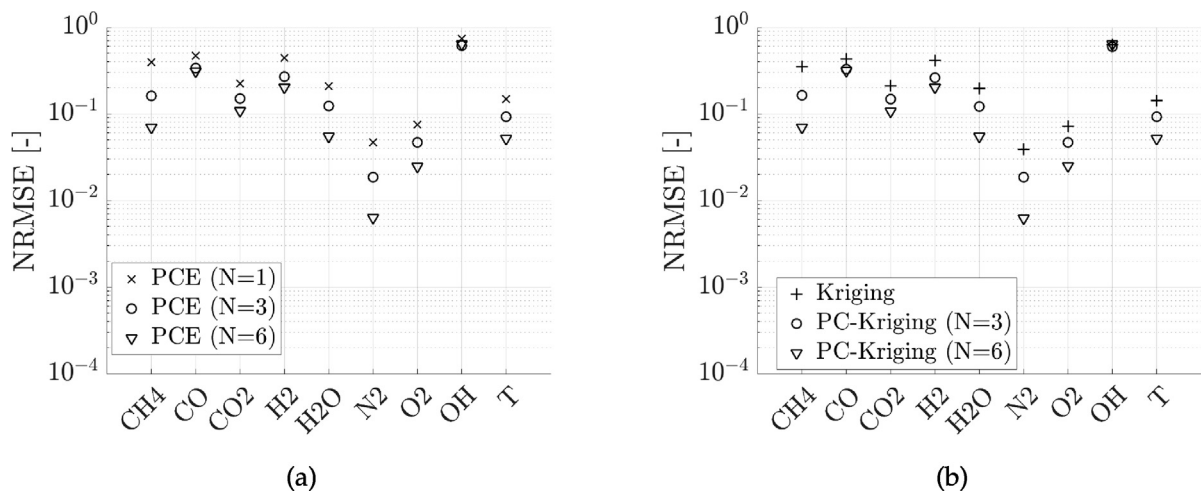 NRMSE [-]
10^0
10^-1
10^-2
10^-3
10^-4
× PCE (N=1)
○ PCE (N=3)
▽ PCE (N=6)
CH4 CO CO2 H2 H2O N2 O2 OH T
(a)
NRMSE [-]
10^0
10^-1
10^-2
10^-3
10^-4
+ Kriging
○ PC-Kriging (N=3)
▽ PC-Kriging (N=6)
CH4 CO CO2 H2 H2O N2 O2 OH T
(b)